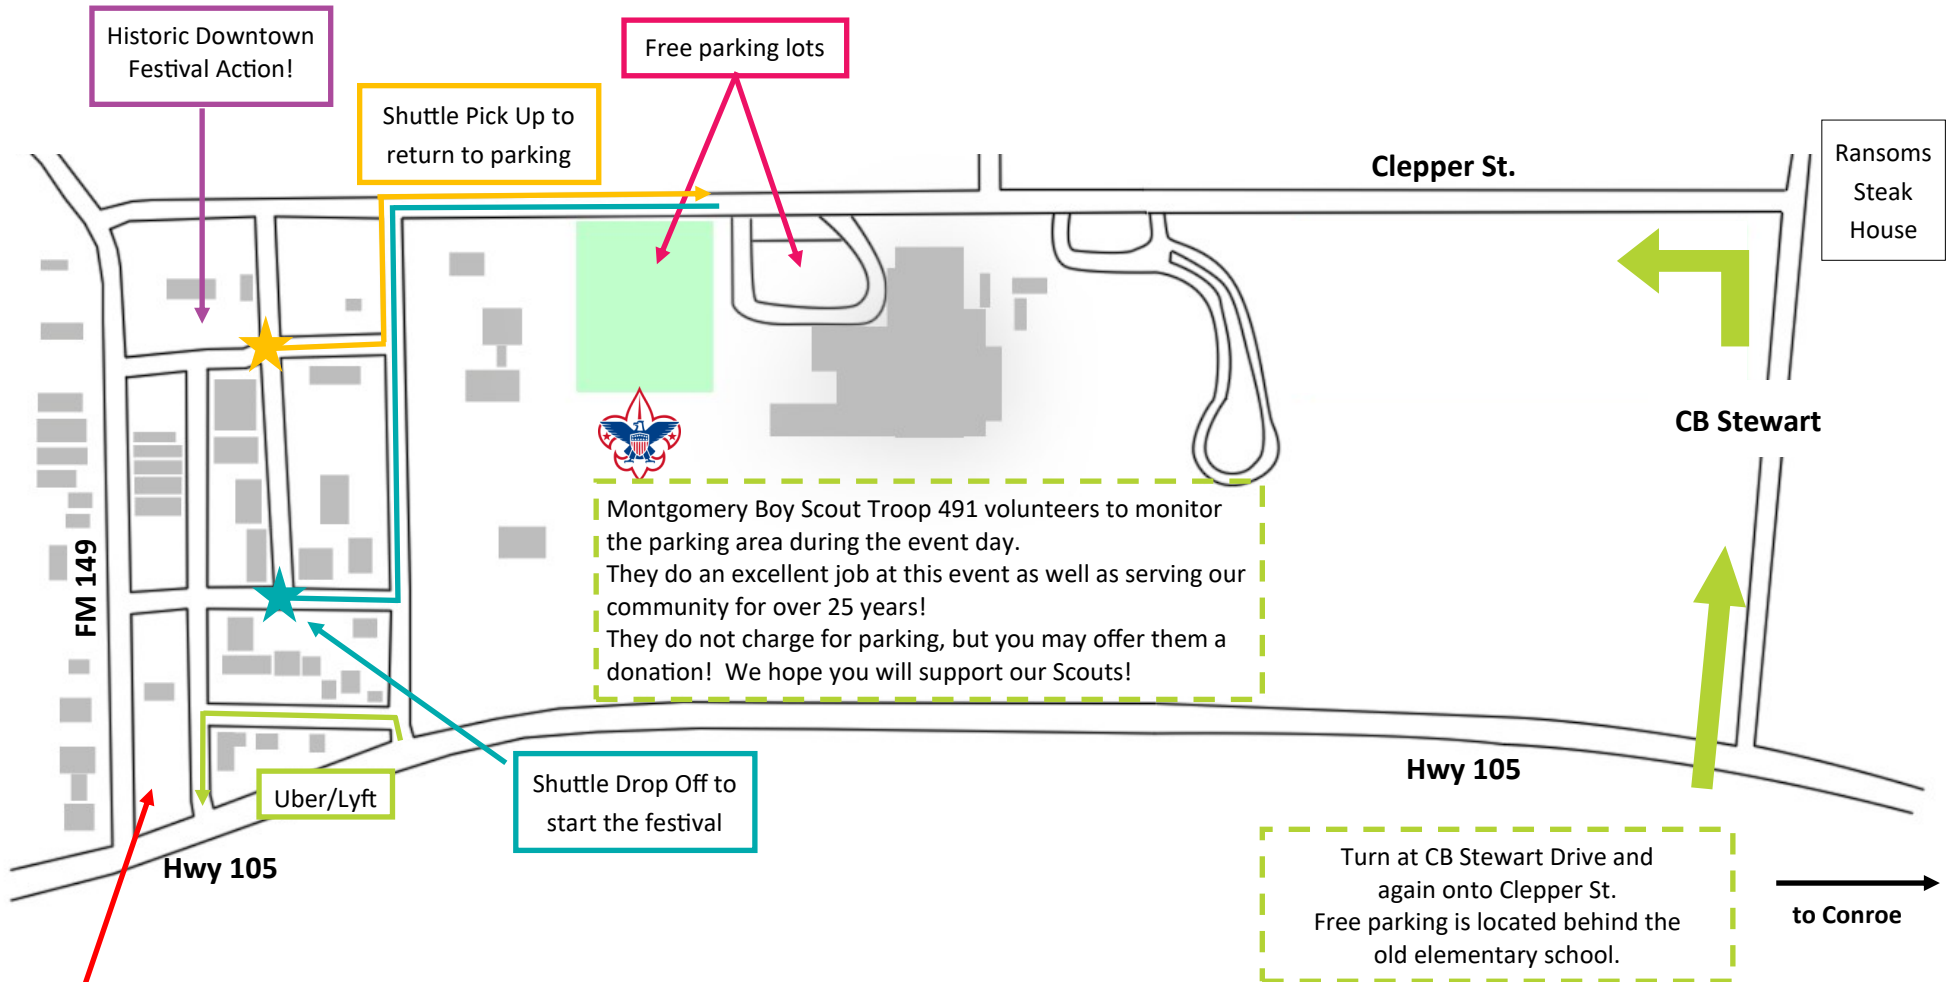 Historic Downtown
Festival Action!
Free parking lots
Shuttle Pick Up to
return to parking
Clepper St.
Ransoms
Steak
House
CB Stewart
FM 149
Montgomery Boy Scout Troop 491 volunteers to monitor
the parking area during the event day.
They do an excellent job at this event as well as serving our
community for over 25 years!
They do not charge for parking, but you may offer them a
donation!  We hope you will support our Scouts!
Uber/Lyft
Shuttle Drop Off to
start the festival
Hwy 105
Hwy 105
Turn at CB Stewart Drive and
again onto Clepper St.
Free parking is located behind the
old elementary school.
to Conroe